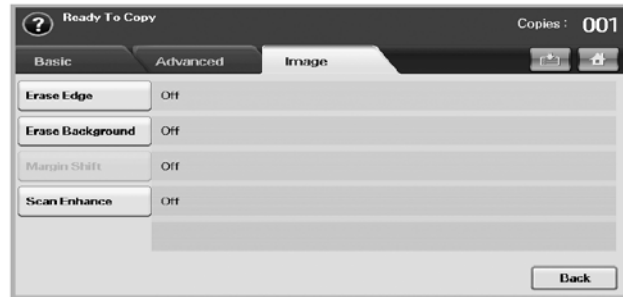 ? Ready To Copy Copies : 001
Basic Advanced Image
Erase Edge Off
Erase Background Off
Margin Shift Off
Scan Enhance Off
Back